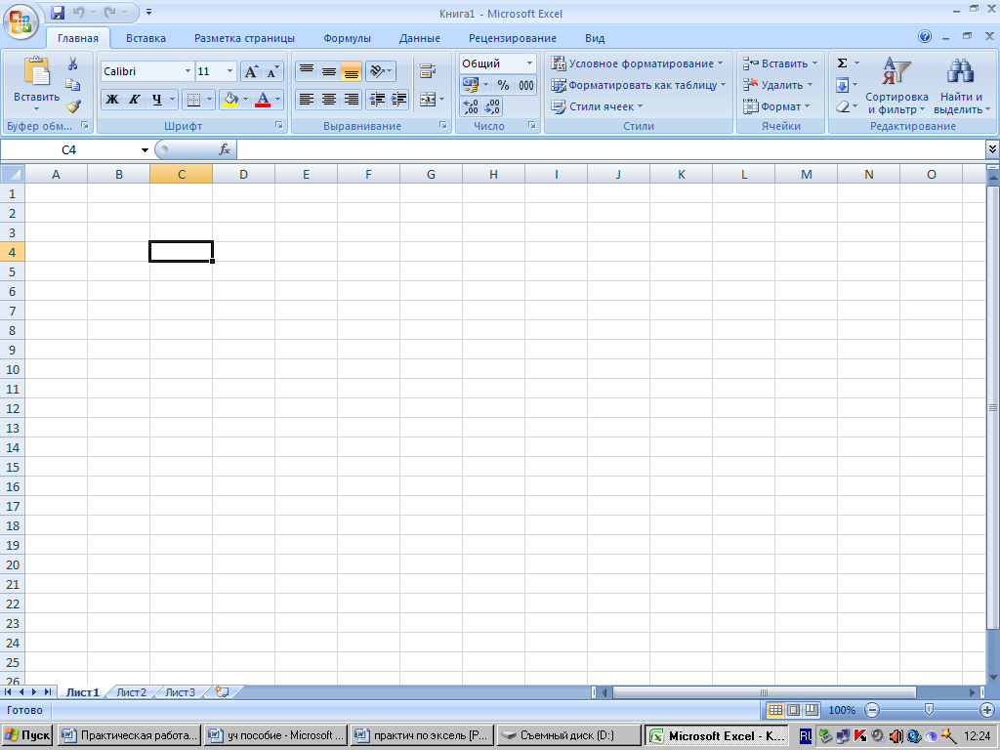 Книга1 - Microsoft Excel
Главная Вставка Разметка страницы Формулы Данные Рецензирование Вид
Calibri 11 Общий Условное форматирование Вставить Σ
Форматировать как таблицу Удалить
Вставить Ж К Ч A % 000 Стили ячеек Формат Сортировка и фильтр Найти и выделить
Буфер обм... Шрифт Выравнивание Число Стили Ячейки Редактирование
C4 fx
A B C D E F G H I J K L M N O
1
2
3
4
5
6
7
8
9
10
11
12
13
14
15
16
17
18
19
20
21
22
23
24
25
26
Лист1 Лист2 Лист3
Готово 100%
Пуск Практическая работа... уч пособие - Microsoft ... практич по эксель [Р... Съемный диск (D:) Microsoft Excel - К... RU 12:24